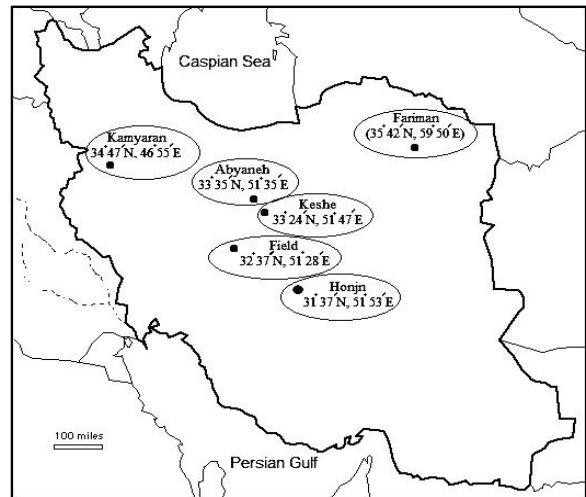 Caspian Sea
Fariman
(35°42′N, 59°50′E)
Kamyaran
34°47′N, 46°55′E
Abyaneh
33°35′N, 51°35′E
Keshe
33°24′N, 51°47′E
Field
32°37′N, 51°28′E
Honjn
31°37′N, 51°53′E
100 miles
Persian Gulf